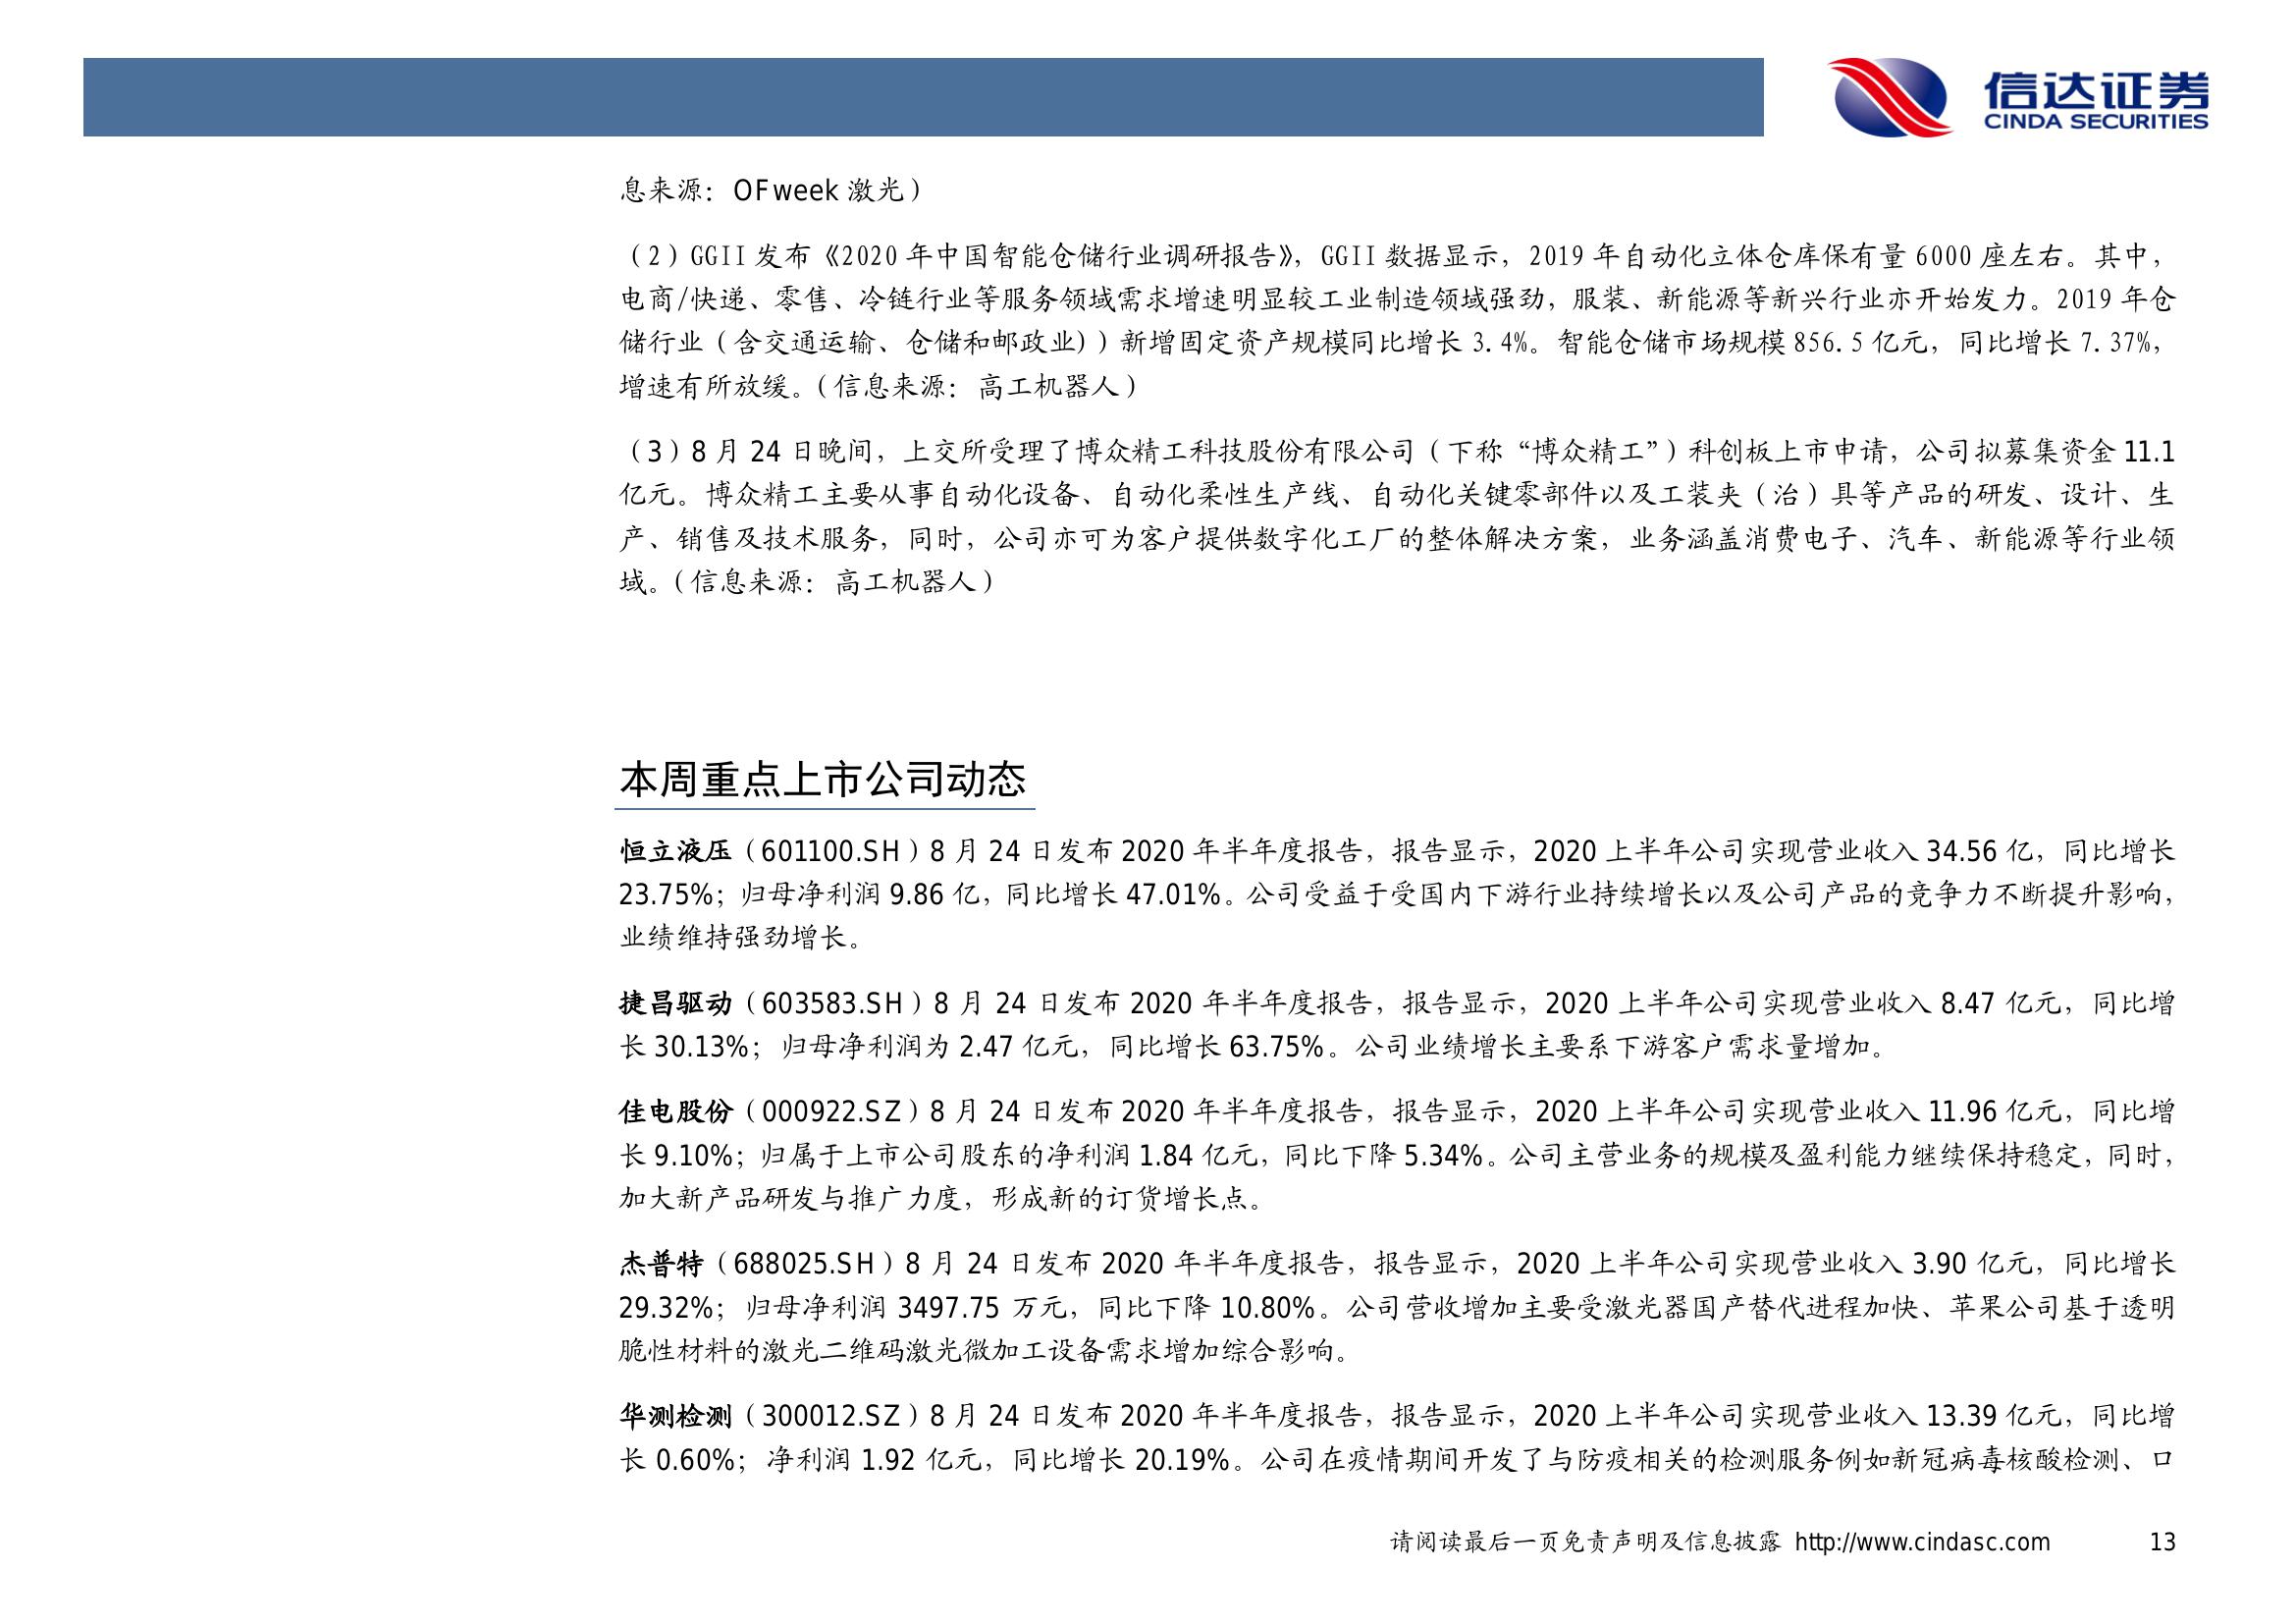 信达证券
CINDA SECURITIES
息来源：OFweek 激光）
（2）GGII 发布《2020 年中国智能仓储行业调研报告》，GGII 数据显示，2019 年自动化立体仓库保有量 6000 座左右。其中，
电商/快递、零售、冷链行业等服务领域需求增速明显较工业制造领域强劲，服装、新能源等新兴行业亦开始发力。2019 年仓
储行业（含交通运输、仓储和邮政业)）新增固定资产规模同比增长 3.4%。智能仓储市场规模 856.5 亿元，同比增长 7.37%，
增速有所放缓。（信息来源：高工机器人）
（3）8 月 24 日晚间，上交所受理了博众精工科技股份有限公司（下称“博众精工”）科创板上市申请，公司拟募集资金 11.1
亿元。博众精工主要从事自动化设备、自动化柔性生产线、自动化关键零部件以及工装夹（治）具等产品的研发、设计、生
产、销售及技术服务，同时，公司亦可为客户提供数字化工厂的整体解决方案，业务涵盖消费电子、汽车、新能源等行业领
域。（信息来源：高工机器人）
本周重点上市公司动态
恒立液压（601100.SH）8 月 24 日发布 2020 年半年度报告，报告显示，2020 上半年公司实现营业收入 34.56 亿，同比增长
23.75%；归母净利润 9.86 亿，同比增长 47.01%。公司受益于受国内下游行业持续增长以及公司产品的竞争力不断提升影响，
业绩维持强劲增长。
捷昌驱动（603583.SH）8 月 24 日发布 2020 年半年度报告，报告显示，2020 上半年公司实现营业收入 8.47 亿元，同比增
长 30.13%；归母净利润为 2.47 亿元，同比增长 63.75%。公司业绩增长主要系下游客户需求量增加。
佳电股份（000922.SZ）8 月 24 日发布 2020 年半年度报告，报告显示，2020 上半年公司实现营业收入 11.96 亿元，同比增
长 9.10%；归属于上市公司股东的净利润 1.84 亿元，同比下降 5.34%。公司主营业务的规模及盈利能力继续保持稳定，同时，
加大新产品研发与推广力度，形成新的订货增长点。
杰普特（688025.SH）8 月 24 日发布 2020 年半年度报告，报告显示，2020 上半年公司实现营业收入 3.90 亿元，同比增长
29.32%；归母净利润 3497.75 万元，同比下降 10.80%。公司营收增加主要受激光器国产替代进程加快、苹果公司基于透明
脆性材料的激光二维码激光微加工设备需求增加综合影响。
华测检测（300012.SZ）8 月 24 日发布 2020 年半年度报告，报告显示，2020 上半年公司实现营业收入 13.39 亿元，同比增
长 0.60%；净利润 1.92 亿元，同比增长 20.19%。公司在疫情期间开发了与防疫相关的检测服务例如新冠病毒核酸检测、口
请阅读最后一页免责声明及信息披露 http://www.cindasc.com 13